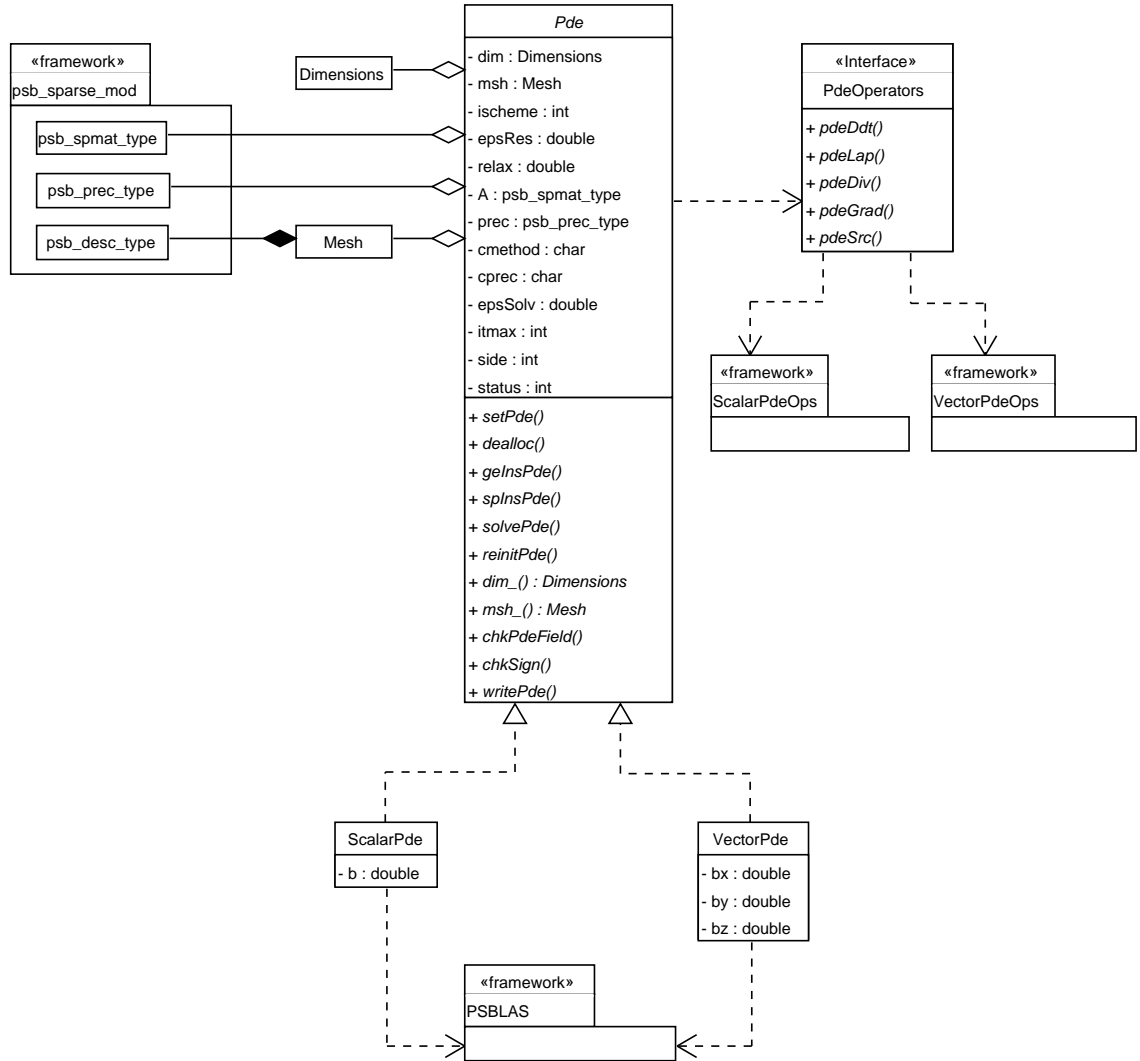 Pde
- dim : Dimensions
- msh : Mesh
- ischeme : int
- epsRes : double
- relax : double
- A : psb_spmat_type
- prec : psb_prec_type
- cmethod : char
- cprec : char
- epsSolv : double
- itmax : int
- side : int
- status : int
+ setPde()
+ dealloc()
+ geInsPde()
+ spInsPde()
+ solvePde()
+ reinitPde()
+ dim_() : Dimensions
+ msh_() : Mesh
+ chkPdeField()
+ chkSign()
+ writePde()
«framework»
psb_sparse_mod
psb_spmat_type
psb_prec_type
psb_desc_type
Dimensions
Mesh
«Interface»
PdeOperators
+ pdeDdt()
+ pdeLap()
+ pdeDiv()
+ pdeGrad()
+ pdeSrc()
«framework»
ScalarPdeOps
«framework»
VectorPdeOps
ScalarPde
- b : double
VectorPde
- bx : double
- by : double
- bz : double
«framework»
PSBLAS